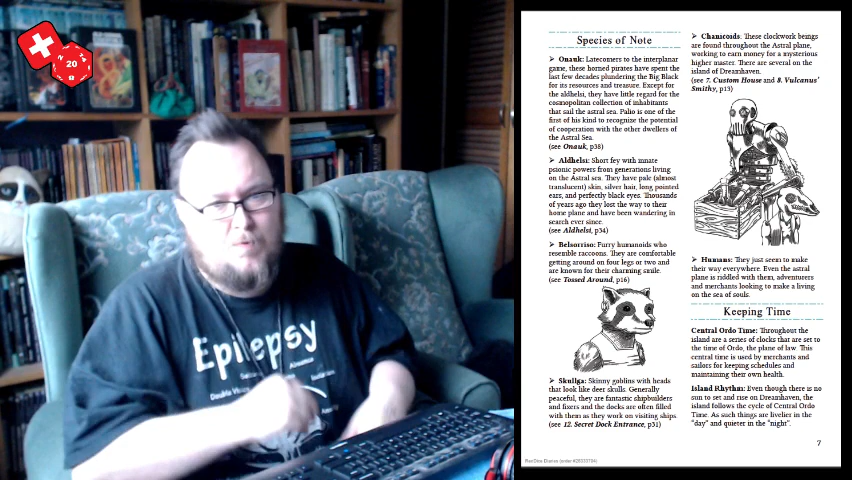 20
Epilepsy
Species of Note
➤ Onauk: Latecomers to the interplanar
game, these horned pirates have spent the
last few decades plundering the Big Black
for its resources and treasure. Except for
the aldhelsi, they have little regard for the
cosmopolitan collection of inhabitants
that sail the astral sea. Palio is one of the
first of his kind to recognize the potential
of cooperation with the other dwellers of
the Astral Sea.
(see Onauk, p38)
➤ Aldhelsi: Short fey with innate
psionic powers from generations living
on the Astral sea. They have pale (almost
translucent) skin, silver hair, long pointed
ears, and perfectly black eyes. Thousands
of years ago they lost the way to their
home plane and have been wandering in
search ever since.
(see Aldhelsi, p34)
➤ Belsorriso: Furry humanoids who
resemble raccoons. They are comfortable
getting around on four legs or two and
are known for their charming smile.
(see Tossed Around, p16)
➤ Skullga: Skinny goblins with heads
that look like deer skulls. Generally
peaceful, they are fantastic shipbuilders
and fixers and the docks are often filled
with them as they work on visiting ships.
(see 12. Secret Dock Entrance, p31)
➤ Chanicoids: These clockwork beings
are found throughout the Astral plane,
working to earn money for a mysterious
higher master. There are several on the
island of Dreamhaven.
(see 7. Custom House and 8. Vulcanus'
Smithy, p13)
➤ Humans: They just seem to make
their way everywhere. Even the astral
plane is riddled with them, adventurers
and merchants looking to make a living
on the sea of souls.
Keeping Time
Central Ordo Time: Throughout the
island are a series of clocks that are set to
the time of Ordo, the plane of law. This
central time is used by merchants and
sailors for keeping schedules and
maintaining their own health.
Island Rhythm: Even though there is no
sun to set and rise on Dreamhaven, the
island follows the cycle of Central Ordo
Time. As such things are livelier in the
"day" and quieter in the "night".
7